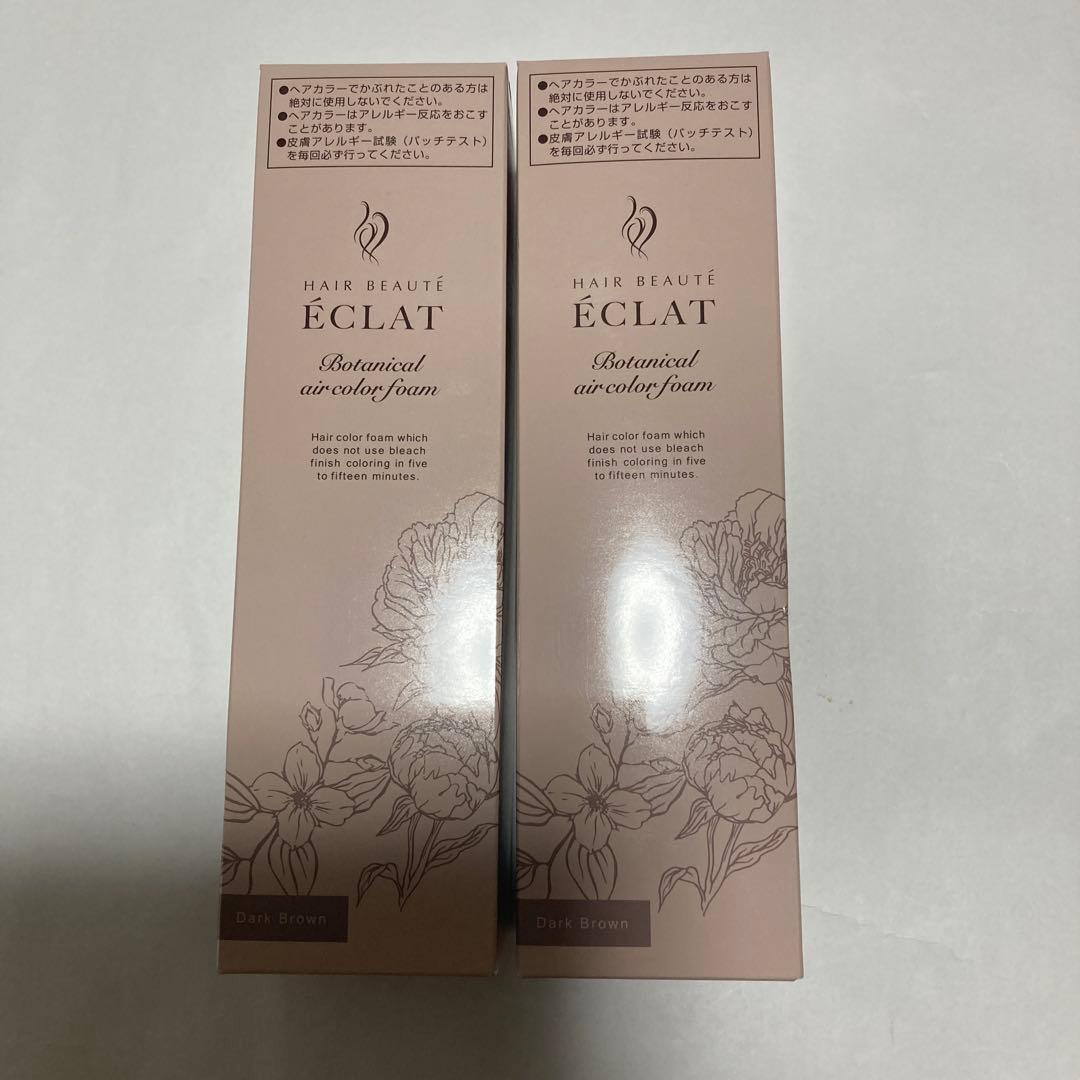 ●ヘアカラーでかぶれたことのある方は
絶対に使用しないでください。
●ヘアカラーはアレルギー反応をおこす
ことがあります。
●皮膚アレルギー試験（パッチテスト）
を毎回必ず行ってください。
HAIR BEAUTÉ
ÉCLAT
Botanical
air color foam
Hair color foam which
does not use bleach
finish coloring in five
to fifteen minutes.
Dark Brown
●ヘアカラーでかぶれたことのある方は
絶対に使用しないでください。
●ヘアカラーはアレルギー反応をおこす
ことがあります。
●皮膚アレルギー試験（パッチテスト）
を毎回必ず行ってください。
HAIR BEAUTÉ
ÉCLAT
Botanical
air color foam
Hair color foam which
does not use bleach
finish coloring in five
to fifteen minutes.
Dark Brown